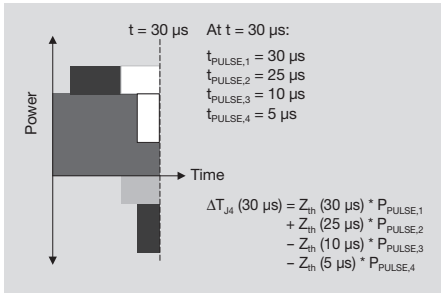 t = 30 µs
At t = 30 µs:
tPULSE,1 = 30 µs
tPULSE,2 = 25 µs
tPULSE,3 = 10 µs
tPULSE,4 = 5 µs
Power
Time
ΔTJ4 (30 µs) = Zth (30 µs) * PPULSE,1
+ Zth (25 µs) * PPULSE,2
− Zth (10 µs) * PPULSE,3
− Zth (5 µs) * PPULSE,4